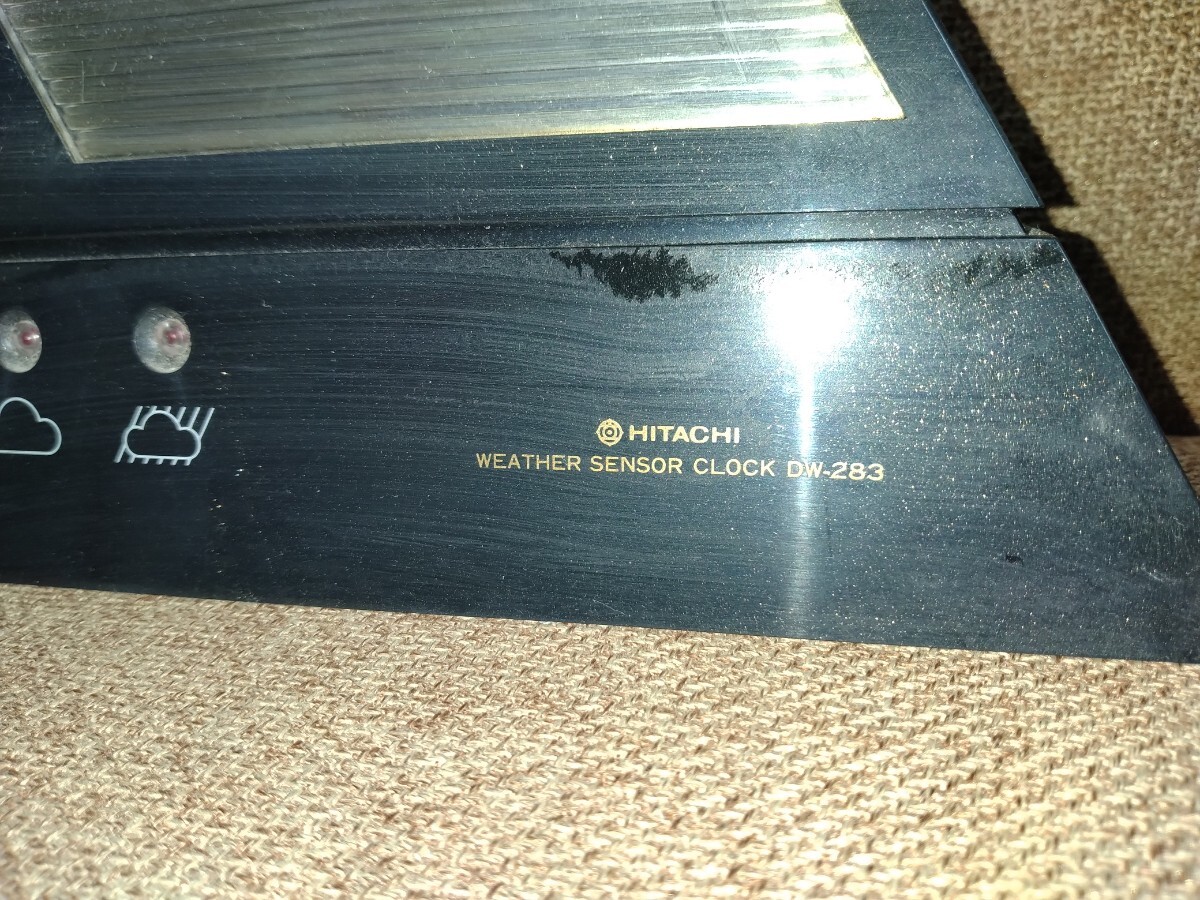 HITACHI
WEATHER SENSOR CLOCK DW-283